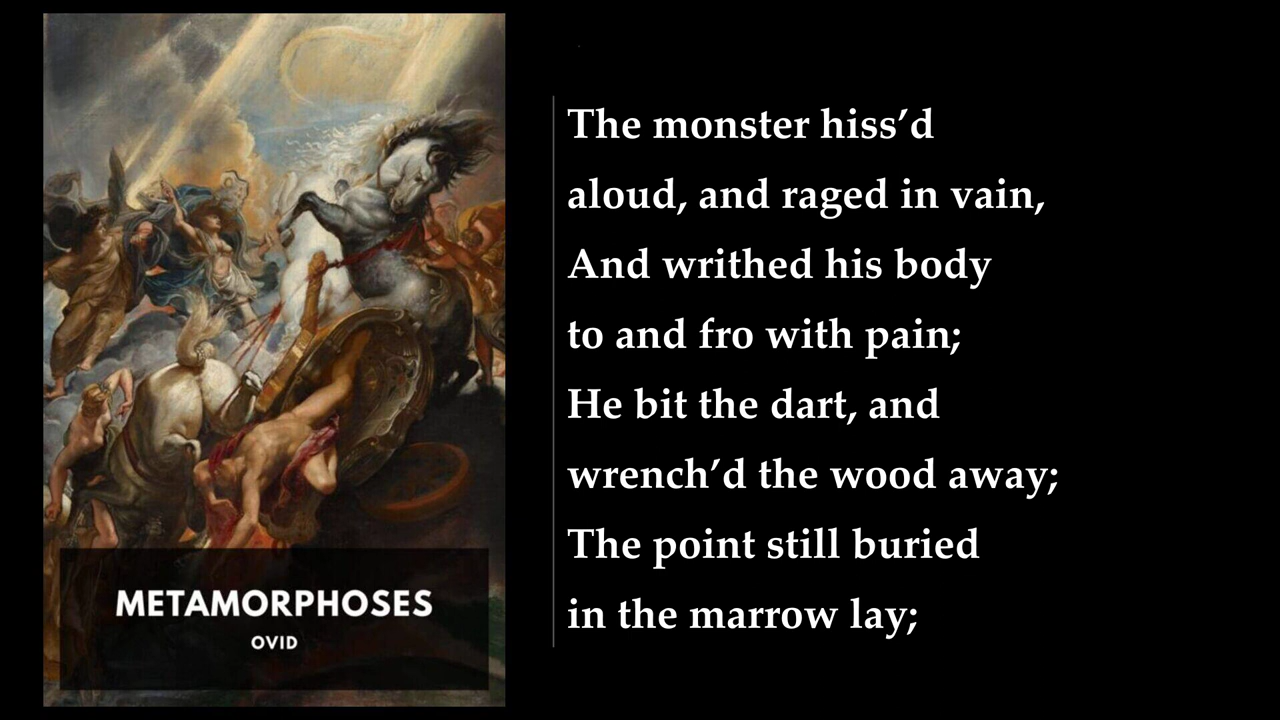 METAMORPHOSES
OVID
The monster hiss’d
aloud, and raged in vain,
And writhed his body
to and fro with pain;
He bit the dart, and
wrench’d the wood away;
The point still buried
in the marrow lay;